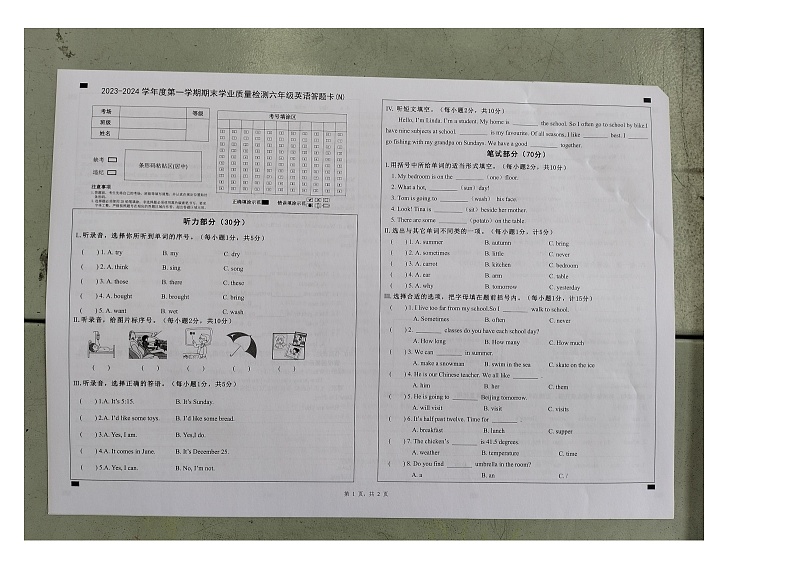 2023-2024 学年度第一学期期末学业质量检测六年级英语答题卡(N)
考场
等级
班级
姓名
考号填涂区
缺考
违纪
条形码粘贴区(居中)
注意事项
正确填涂示范
错误填涂示范
听力部分（30分）
I. 听录音，选择你所听到单词的序号。（每小题1分，共5分）
( ) 1. A. try B. my C. dry
( ) 2. A. think B. sing C. song
( ) 3. A. those B. there C. these
( ) 4. A. bought B. brought C. bring
( ) 5. A. want B. wet C. wash
II. 听录音，给图片标序号。（每小题2分，共10分）
( ) ( ) ( ) ( ) ( )
III. 听录音，选择正确的答语。（每小题1分，共5分）
( ) 1.A. It's 5:15. B. It's Sunday.
( ) 2.A. I'd like some toys. B. I'd like some bread.
( ) 3.A. Yes, I am. B. Yes,I do.
( ) 4.A. It comes in June. B. It's December 25.
( ) 5.A. Yes, I can. B. No, I'm not.
IV. 听短文填空。（每小题2分，共10分）
Hello, I'm Linda. I'm a student. My home is ________ the school. So I often go to school by bike.I
have nine subjects at school. ________ is my favourite. Of all seasons, I like ________ best. I ________
go fishing with my grandpa on Sundays. We have a good ________ together.
笔试部分（70分）
I.用括号中所给单词的适当形式填空。（每小题2分，共10分）
1. My bedroom is on the ________ (one) floor.
2. What a hot, ________ (sun) day!
3. Tom is going to ________ (wash) his face.
4. Look! Tina is ________ (sit) beside her mother.
5. There are some ________ (potato) on the table.
II. 选出与其它单词不同类的一项。（每小题1分，计5分）
( ) 1. A. summer B. autumn C. bring
( ) 2. A. sometimes B. little C. never
( ) 3. A. carrot B. kitchen C. bedroom
( ) 4. A. ear B. arm C. table
( ) 5. A. why B. tomorrow C. yesterday
III. 选择合适的选项，把字母填在题前括号内。（每小题1分，计15分）
( ) 1. I live too far from my school.So I ________ walk to school.
A. Sometimes B. often C. never
( ) 2. ________ classes do you have each school day?
A. How long B. How many C. How much
( ) 3. We can ________ in summer.
A. make a snowman B. swim in the sea C. skate on the ice
( ) 4. He is our Chinese teacher. We all like ________ .
A. him B. her C. them
( ) 5. He is going to ________ Beijing tomorrow.
A. will visit B. visit C. visits
( ) 6. It's half past twelve. Time for ________ .
A. breakfast B. lunch C. supper
( ) 7. The chicken's ________ is 41.5 degrees.
A. weather B. temperature C. time
( ) 8. Do you find ________ umbrella in the room?
A. a B. an C. /
第 1 页，共 2 页